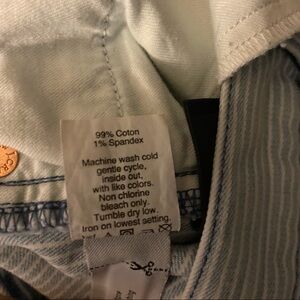 99% Coton
1% Spandex
Machine wash cold
gentle cycle,
inside out,
with like colors.
Non chlorine
bleach only.
Tumble dry low.
Iron on lowest setting.